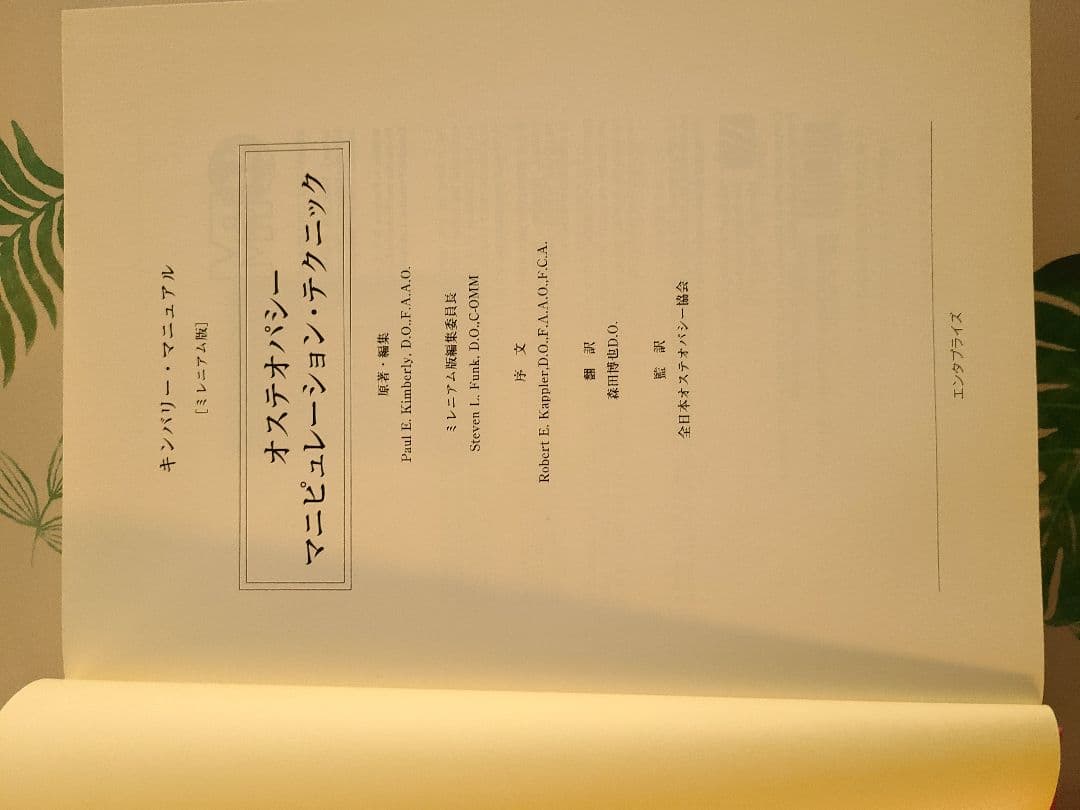 キンバリー・マニュアル
［ミレニアム版］
オステオパシー
マニピュレーション・テクニック
原著・編集
Paul E. Kimberly, D.O.,F.A.A.O.
ミレニアム版編集委員長
Steven L. Funk, D.O.,C-OMM
序 文
Robert E. Kappler,D.O.,F.A.A.O.,F.C.A.
翻 訳
森田博也D.O.
監 訳
全日本オステオパシー協会
エンタプライズ